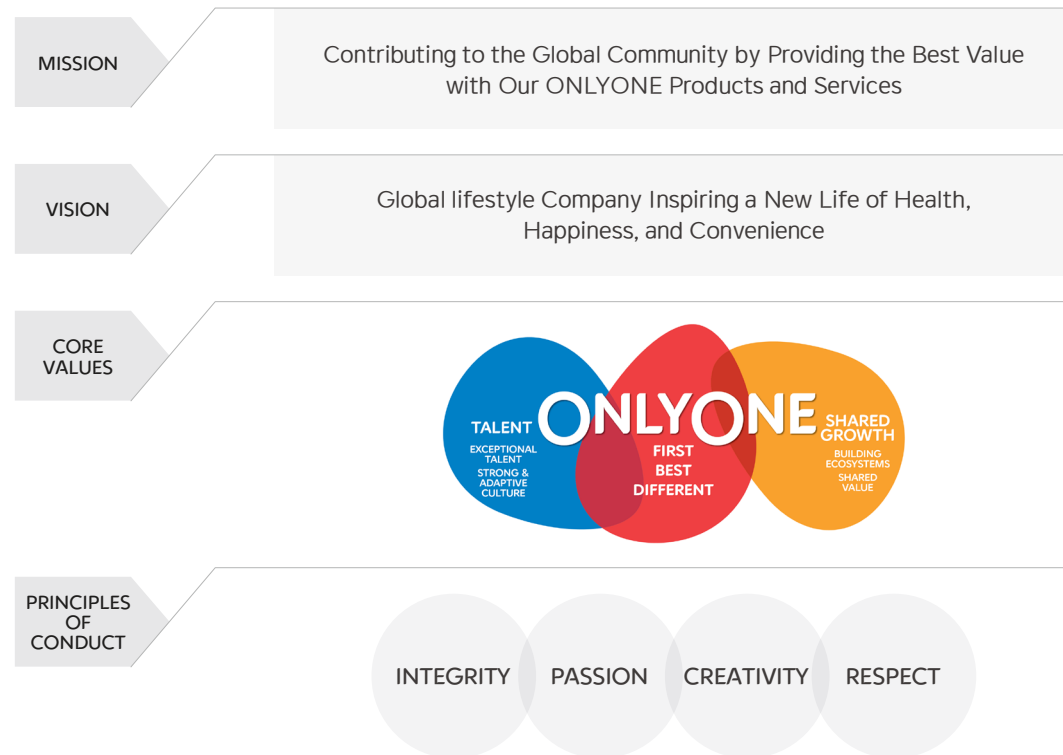 MISSION
Contributing to the Global Community by Providing the Best Value
with Our ONLYONE Products and Services
VISION
Global lifestyle Company Inspiring a New Life of Health,
Happiness, and Convenience
CORE
VALUES
ONLYONE
TALENT
EXCEPTIONAL
TALENT
STRONG &
ADAPTIVE
CULTURE
FIRST
BEST
DIFFERENT
SHARED
GROWTH
BUILDING
ECOSYSTEMS
SHARED
VALUE
PRINCIPLES
OF
CONDUCT
INTEGRITY
PASSION
CREATIVITY
RESPECT